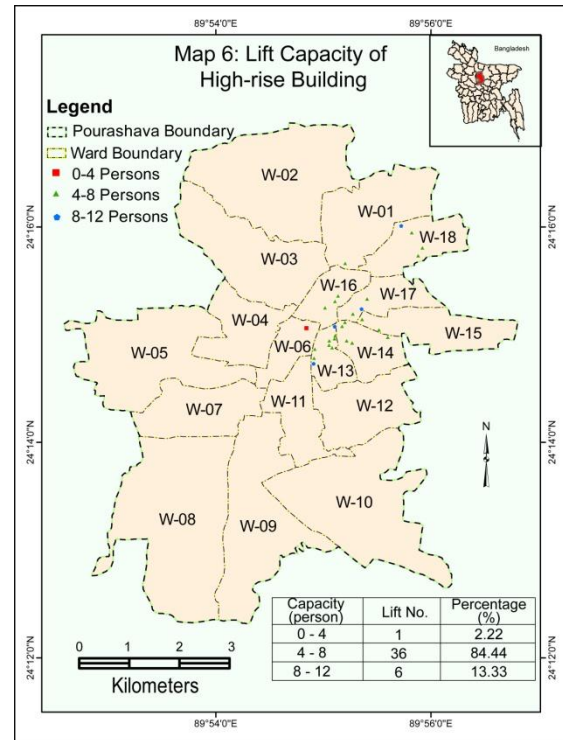 89°54'0"E 89°56'0"E
Map 6: Lift Capacity of
High-rise Building
Bangladesh
Legend
Pourashava Boundary
Ward Boundary
0-4 Persons
4-8 Persons
8-12 Persons
24°16'0"N 24°16'0"N
W-02
W-01
W-18
W-03
W-16
W-17
W-04
W-15
W-05
W-06
W-14
W-13
W-11
W-07
W-12
24°14'0"N 24°14'0"N
N
W-10
W-08
W-09
Capacity (person) Lift No. Percentage (%)
0 - 4 1 2.22
4 - 8 36 84.44
8 - 12 6 13.33
24°12'0"N 24°12'0"N
0 1 2 3
Kilometers
89°54'0"E 89°56'0"E